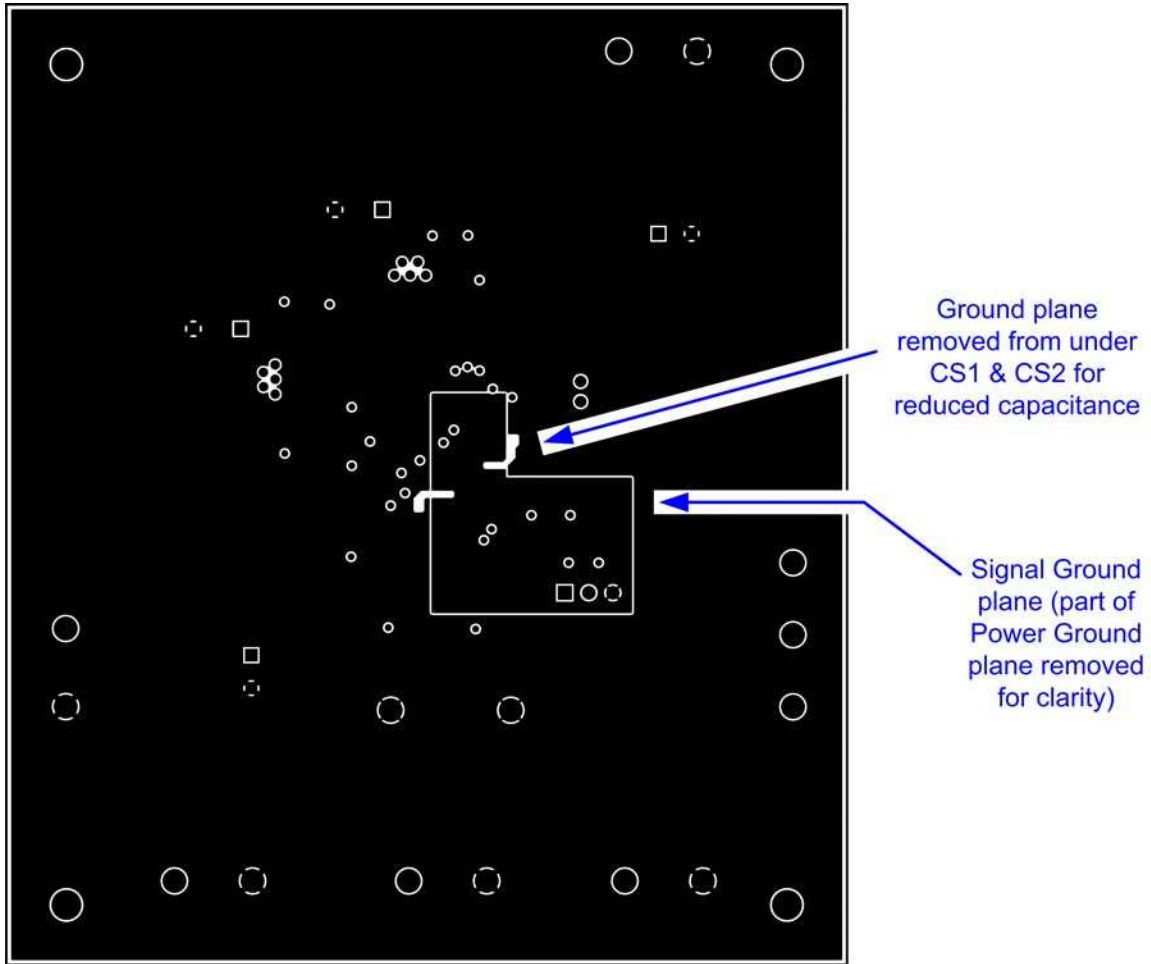 Ground plane
removed from under
CS1 & CS2 for
reduced capacitance
Signal Ground
plane (part of
Power Ground
plane removed
for clarity)